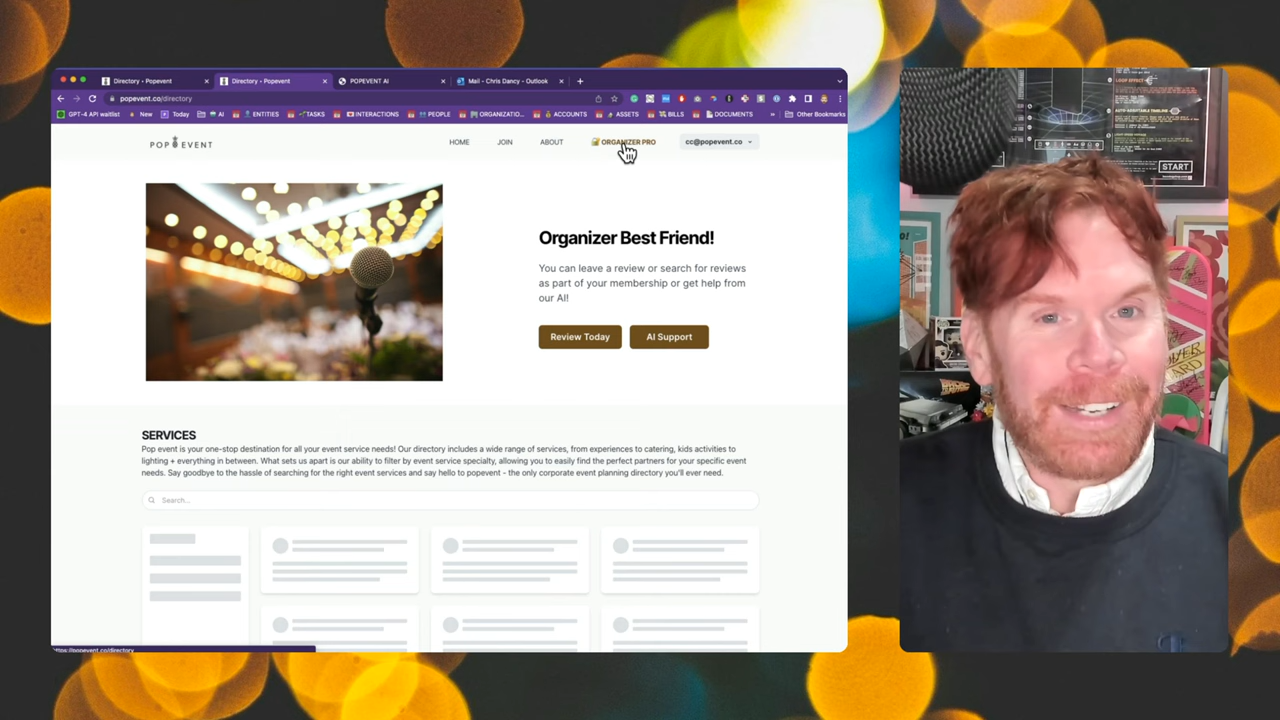 Directory • Popevent
Directory • Popevent
POPEVENT AI
Mail - Chris Dancy - Outlook
popevent.co/directory
GPT-4 API waitlist
New
Today
AI
ENTITIES
TASKS
INTERACTIONS
PEOPLE
ORGANIZATIO...
ACCOUNTS
ASSETS
BILLS
DOCUMENTS
Other Bookmarks
POP EVENT
HOME
JOIN
ABOUT
ORGANIZER PRO
cc@popevent.co
Organizer Best Friend!
You can leave a review or search for reviews
as part of your membership or get help from
our AI!
Review Today
AI Support
SERVICES
Pop event is your one-stop destination for all your event service needs! Our directory includes a wide range of services, from experiences to catering, kids activities to
lighting + everything in between. What sets us apart is our ability to filter by event service specialty, allowing you to easily find the perfect partners for your specific event
needs. Say goodbye to the hassle of searching for the right event services and say hello to popevent - the only corporate event planning directory you'll ever need.
Search...
https://popevent.co/directory
LOOP EFFECT
START